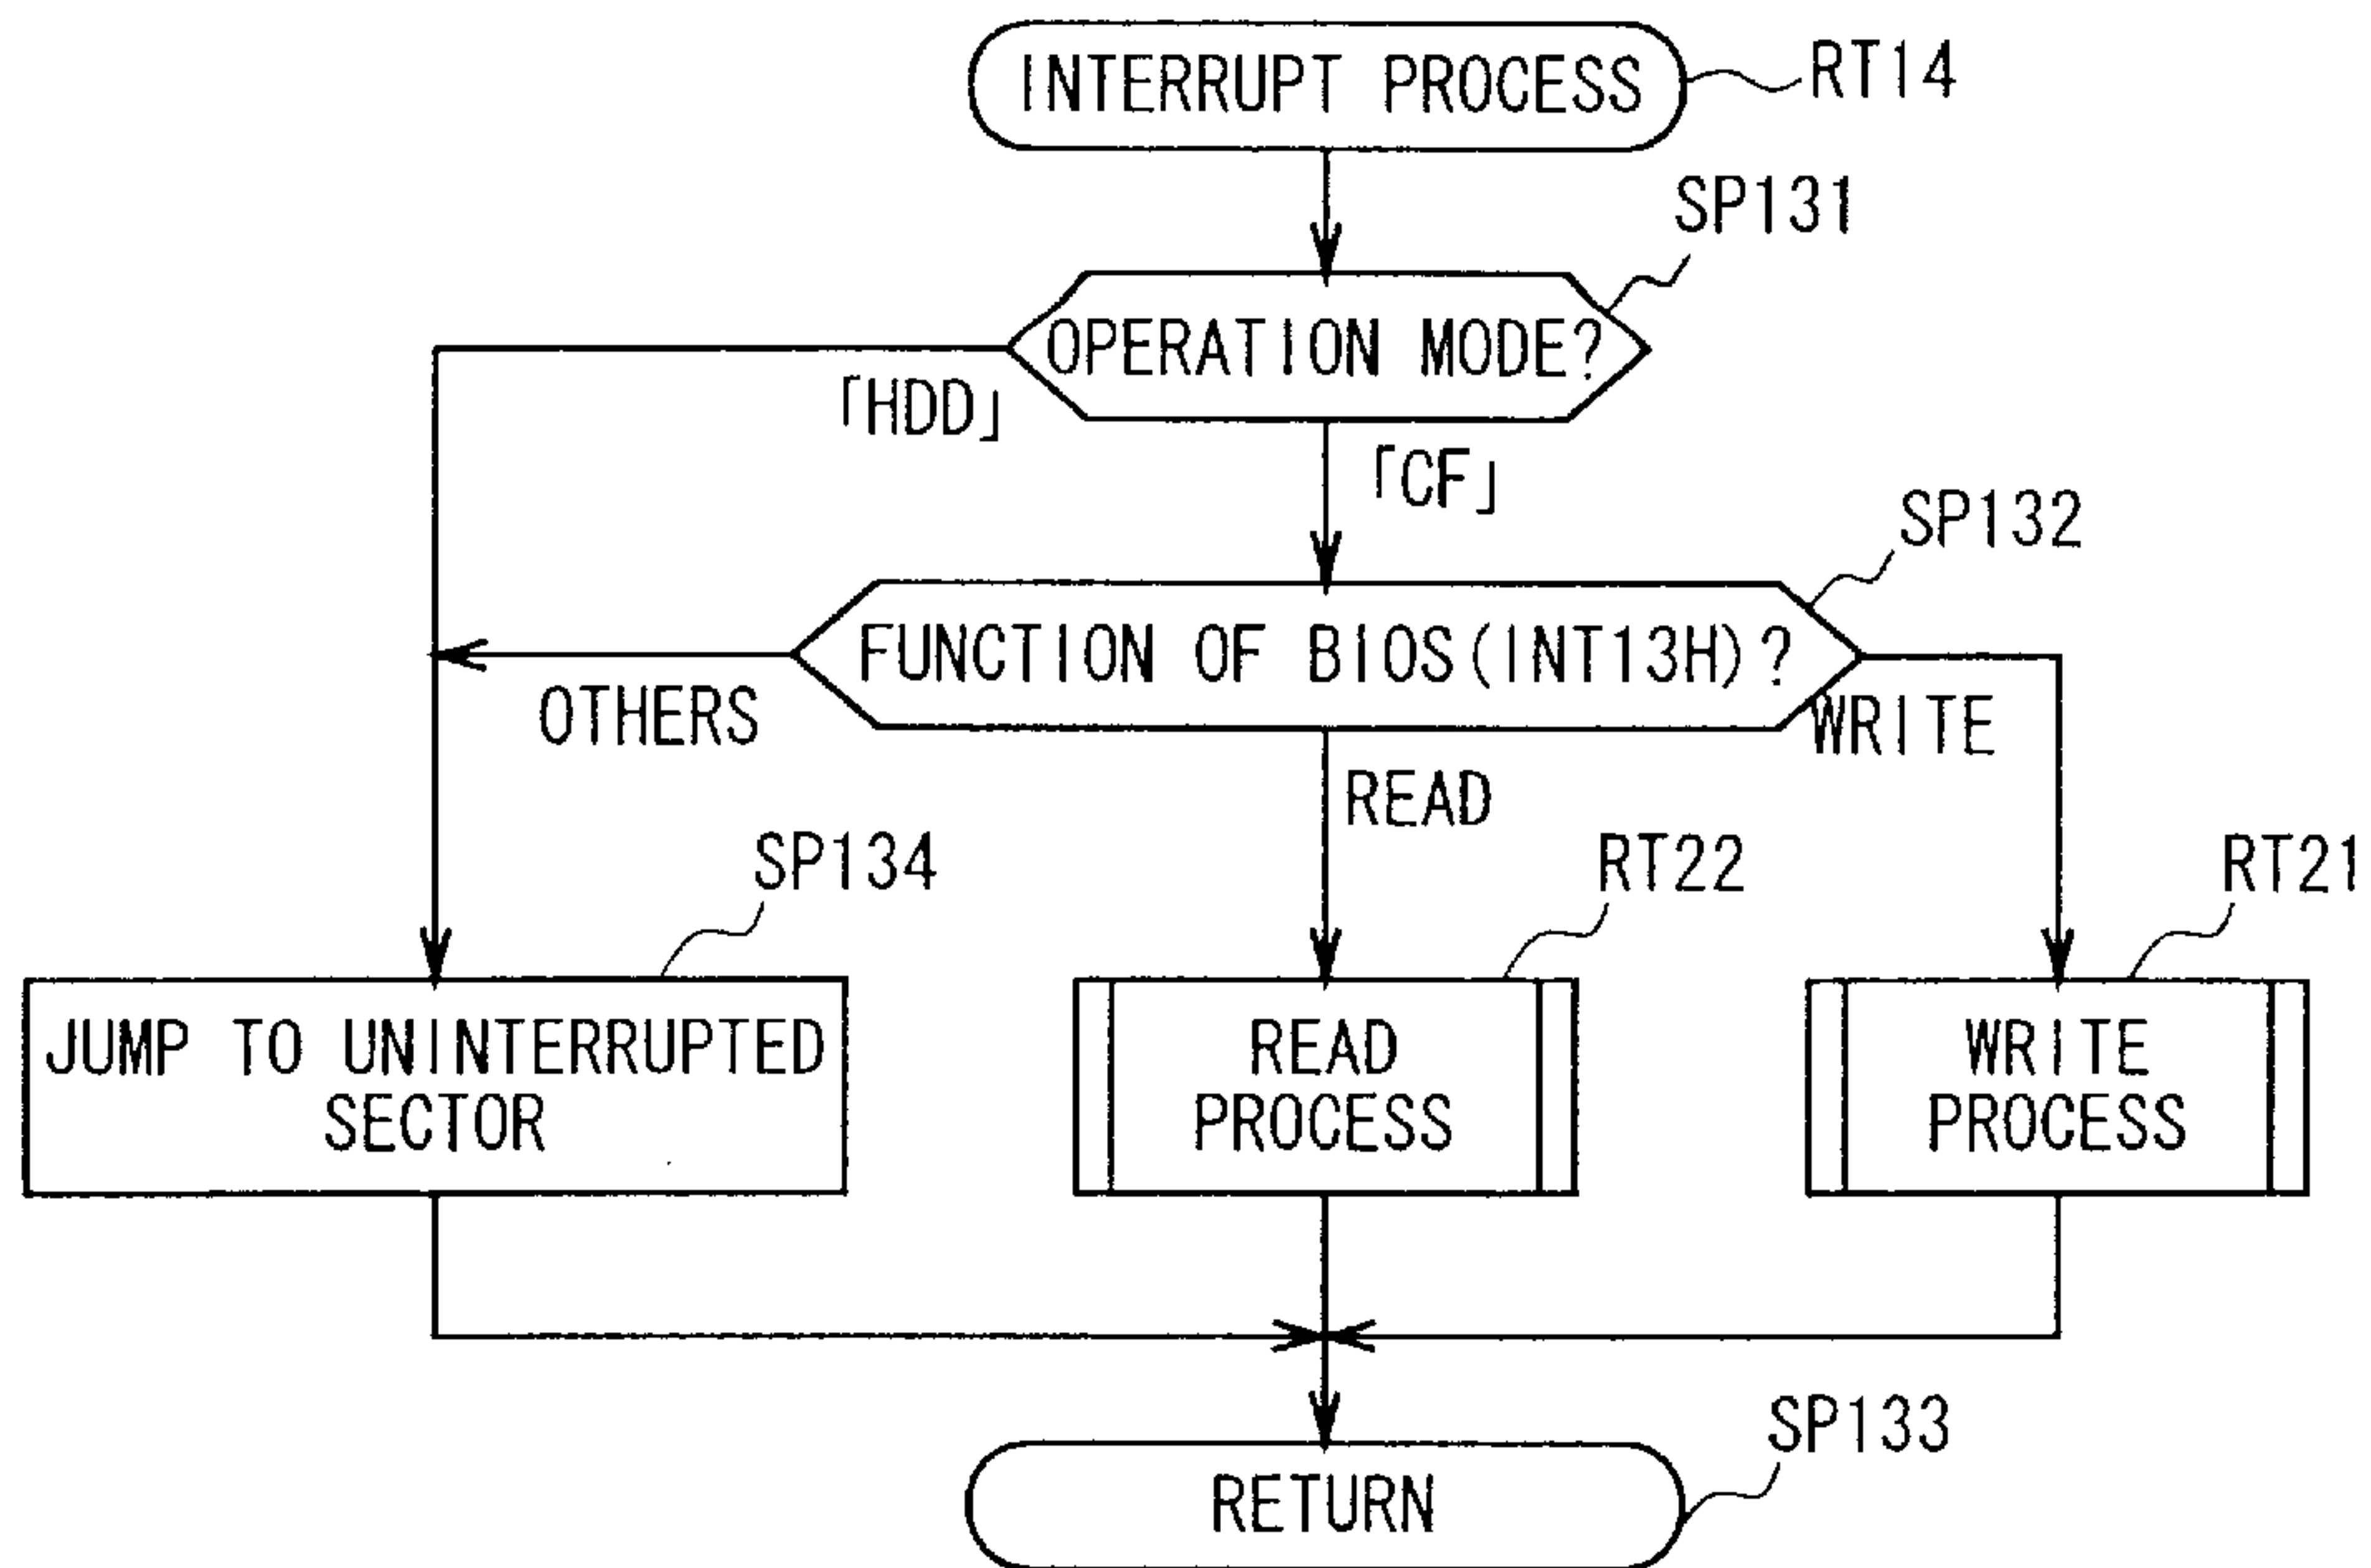 INTERRUPT PROCESS
RT14
SP131
OPERATION MODE?
「HDD」
「CF」
SP132
FUNCTION OF BIOS(INT13H)?
OTHERS
WRITE
READ
SP134
RT22
RT21
JUMP TO UNINTERRUPTED
SECTOR
READ
PROCESS
WRITE
PROCESS
SP133
RETURN